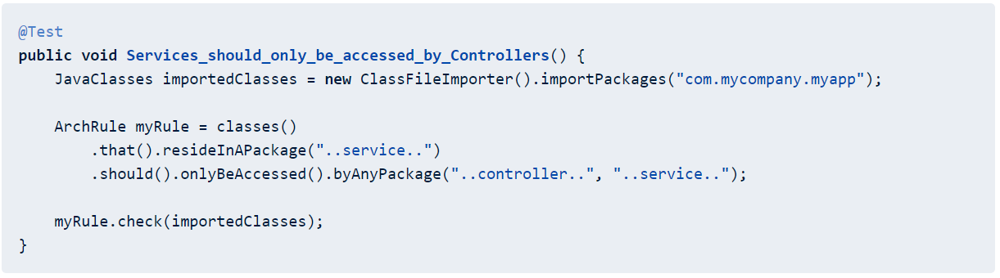 @Test
public void Services_should_only_be_accessed_by_Controllers() {
    JavaClasses importedClasses = new ClassFileImporter().importPackages("com.mycompany.myapp");
    ArchRule myRule = classes()
        .that().resideInAPackage("..service..")
        .should().onlyBeAccessed().byAnyPackage("..controller..", "..service..");
    myRule.check(importedClasses);
}